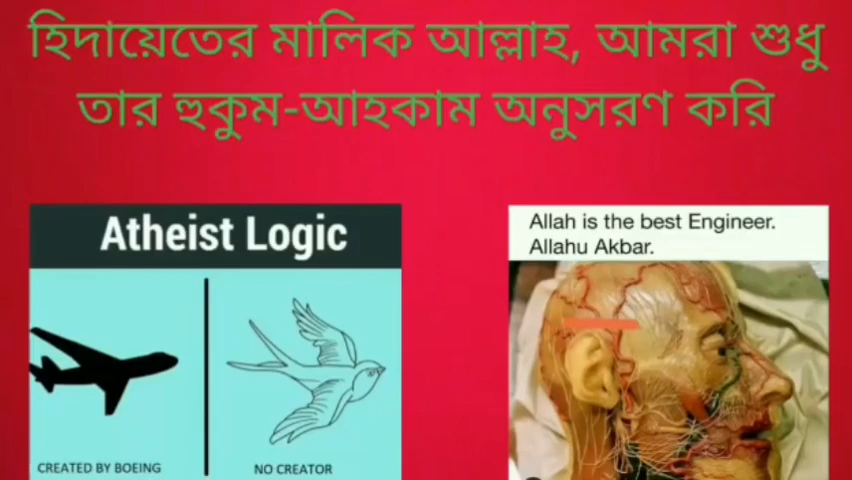 হিদায়েতের মালিক আল্লাহ, আমরা শুধু
তার হুকুম-আহকাম অনুসরণ করি
Atheist Logic
CREATED BY BOEING
NO CREATOR
Allah is the best Engineer.
Allahu Akbar.